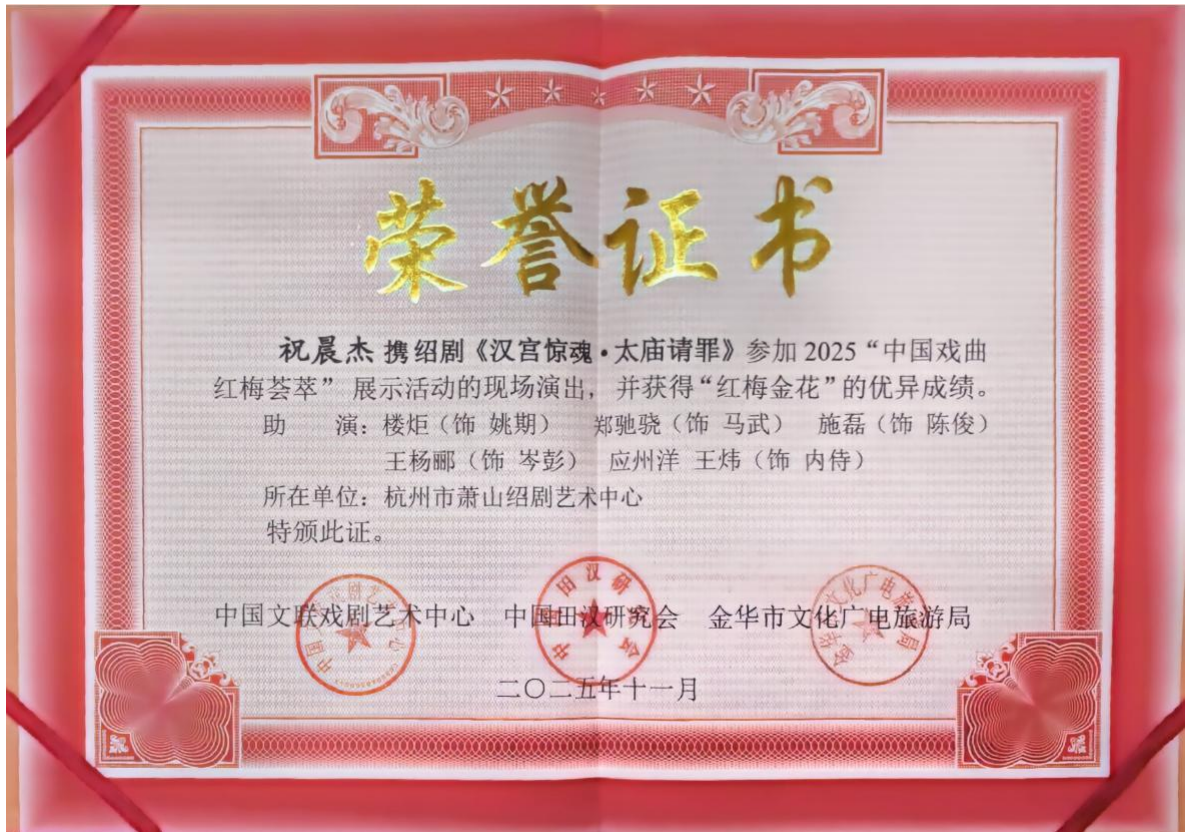 荣誉证书
祝晨杰 携绍剧《汉宫惊魂·太庙请罪》参加 2025 “中国戏曲
红梅荟萃” 展示活动的现场演出，并获得“红梅金花”的优异成绩。
助 演：楼炬（饰 姚期） 郑驰骁（饰 马武） 施磊（饰 陈俊）
王杨郦（饰 岑彭） 应州洋 王炜（饰 内侍）
所在单位：杭州市萧山绍剧艺术中心
特颁此证。
中国文联戏剧艺术中心 中国田汉研究会 金华市文化广电旅游局
二〇二五年十一月